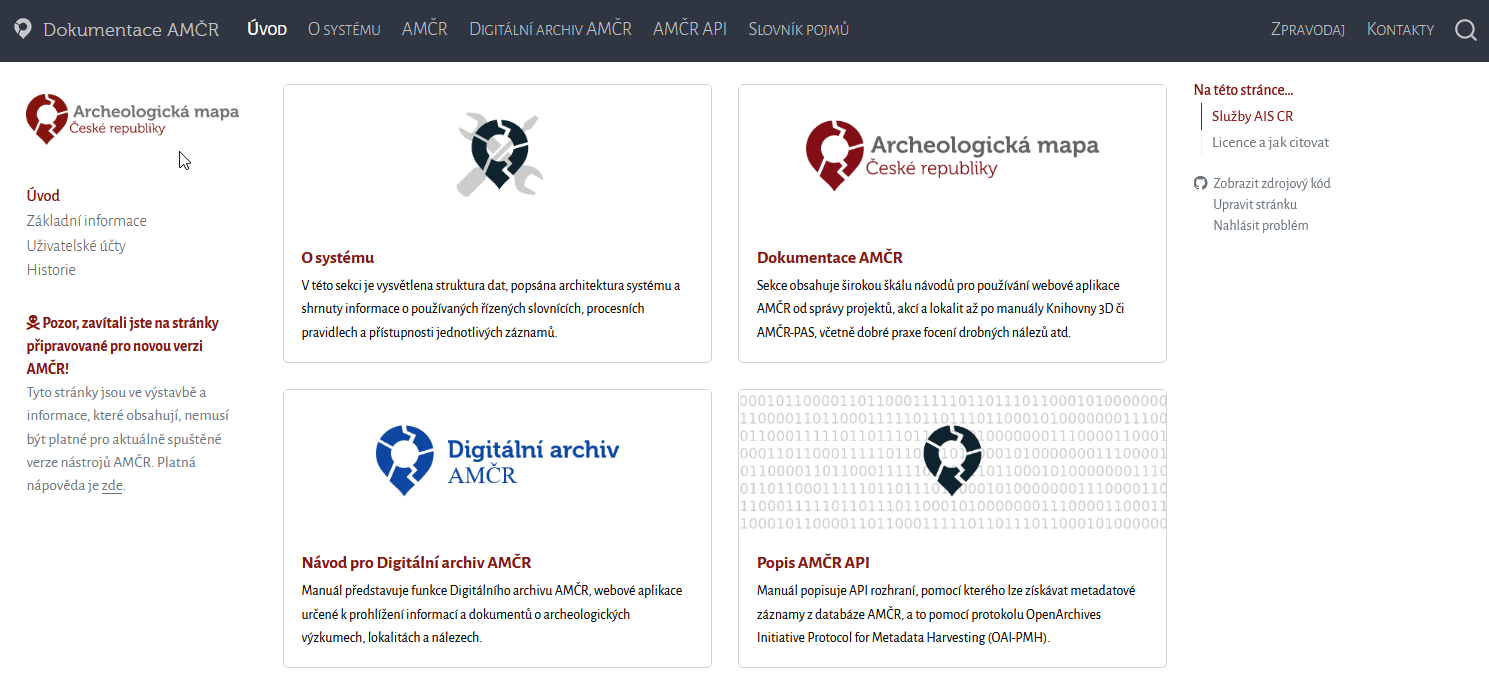 Dokumentace AMČR Úvod O systému AMČR Digitální archiv AMČR AMČR API Slovník pojmů Zpravodaj Kontakty
Archeologická mapa
České republiky
Úvod
Základní informace
Uživatelské účty
Historie
Pozor, zavítali jste na stránky
připravované pro novou verzi
AMČR!
Tyto stránky jsou ve výstavbě a
informace, které obsahují, nemusí
být platné pro aktuálně spuštěné
verze nástrojů AMČR. Platná
nápověda je zde.
O systému
V této sekci je vysvětlena struktura dat, popsána architektura systému a
shrnuty informace o používaných řízených slovnících, procesních
pravidlech a přístupnosti jednotlivých záznamů.
Archeologická mapa
České republiky
Dokumentace AMČR
Sekce obsahuje širokou škálu návodů pro používání webové aplikace
AMČR od správy projektů, akcí a lokalit až po manuály Knihovny 3D či
AMČR-PAS, včetně dobré praxe focení drobných nálezů atd.
Digitální archiv
AMČR
Návod pro Digitální archiv AMČR
Manuál představuje funkce Digitálního archivu AMČR, webové aplikace
určené k prohlížení informací a dokumentů o archeologických
výzkumech, lokalitách a nálezech.
Popis AMČR API
Manuál popisuje API rozhraní, pomocí kterého lze získávat metadatové
záznamy z databáze AMČR, a to pomocí protokolu OpenArchives
Initiative Protocol for Metadata Harvesting (OAI-PMH).
Na této stránce...
Služby AIS CR
Licence a jak citovat
Zobrazit zdrojový kód
Upravit stránku
Nahlásit problém